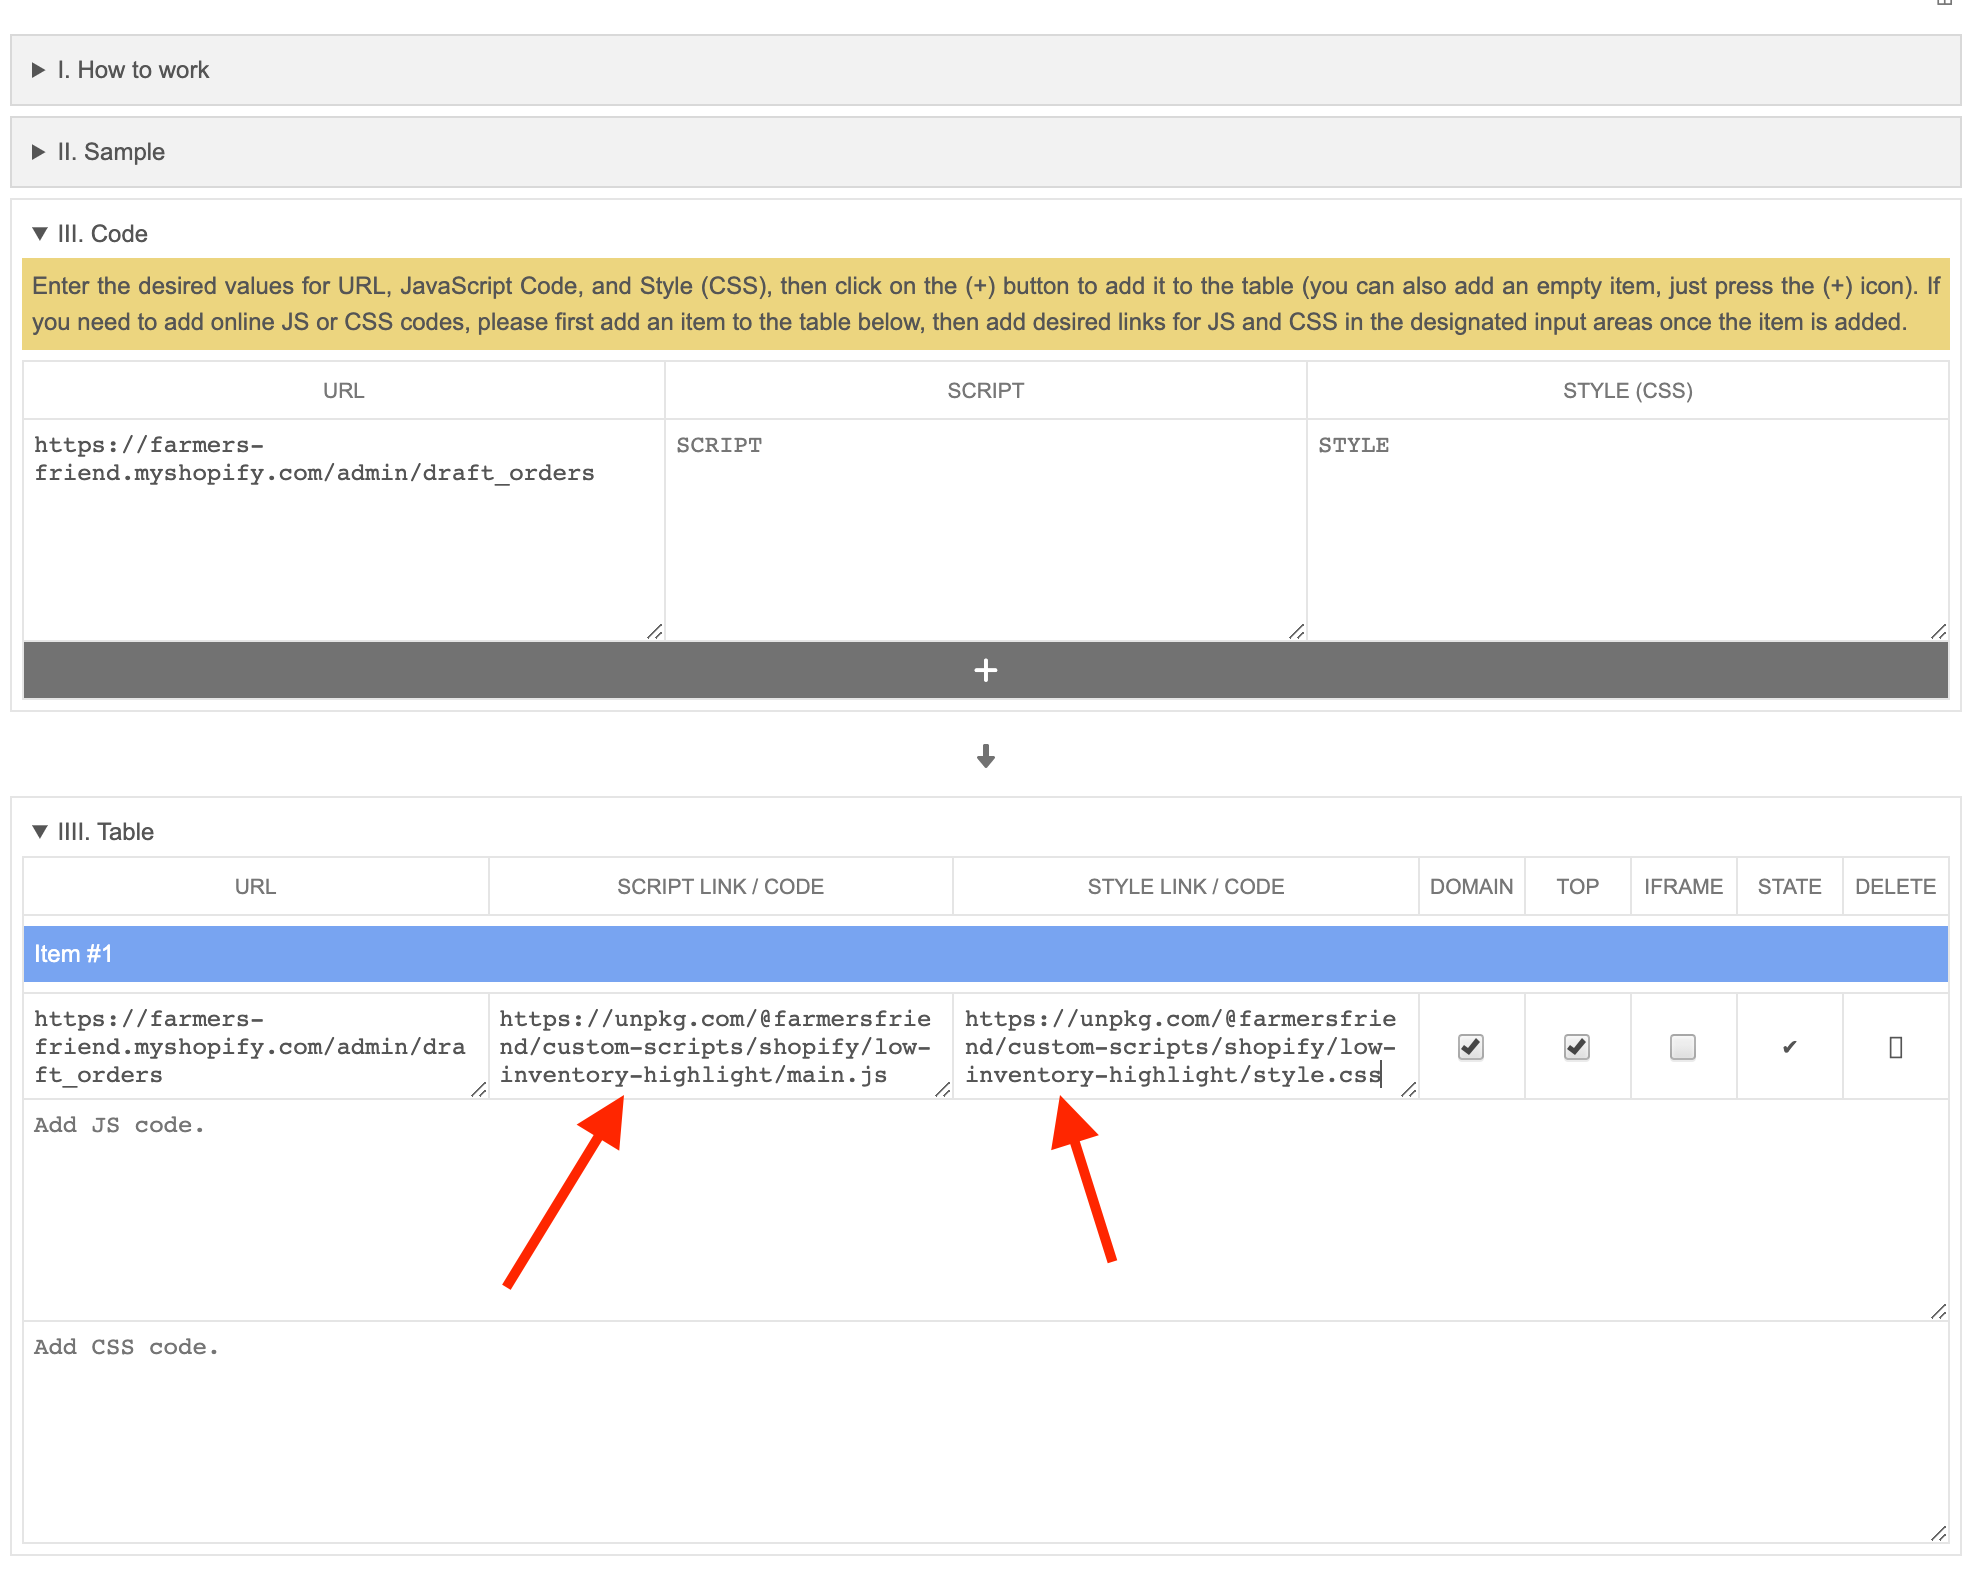 I. How to work
II. Sample
III. Code
Enter the desired values for URL, JavaScript Code, and Style (CSS), then click on the (+) button to add it to the table (you can also add an empty item, just press the (+) icon). If
you need to add online JS or CSS codes, please first add an item to the table below, then add desired links for JS and CSS in the designated input areas once the item is added.
URL SCRIPT STYLE (CSS)
https://farmers-
friend.myshopify.com/admin/draft_orders
SCRIPT
STYLE
+
IIII. Table
URL SCRIPT LINK / CODE STYLE LINK / CODE DOMAIN TOP IFRAME STATE DELETE
Item #1
https://farmers-
friend.myshopify.com/admin/dra
ft_orders
https://unpkg.com/@farmersfrie
nd/custom-scripts/shopify/low-
inventory-highlight/main.js
https://unpkg.com/@farmersfrie
nd/custom-scripts/shopify/low-
inventory-highlight/style.css
Add JS code.
Add CSS code.